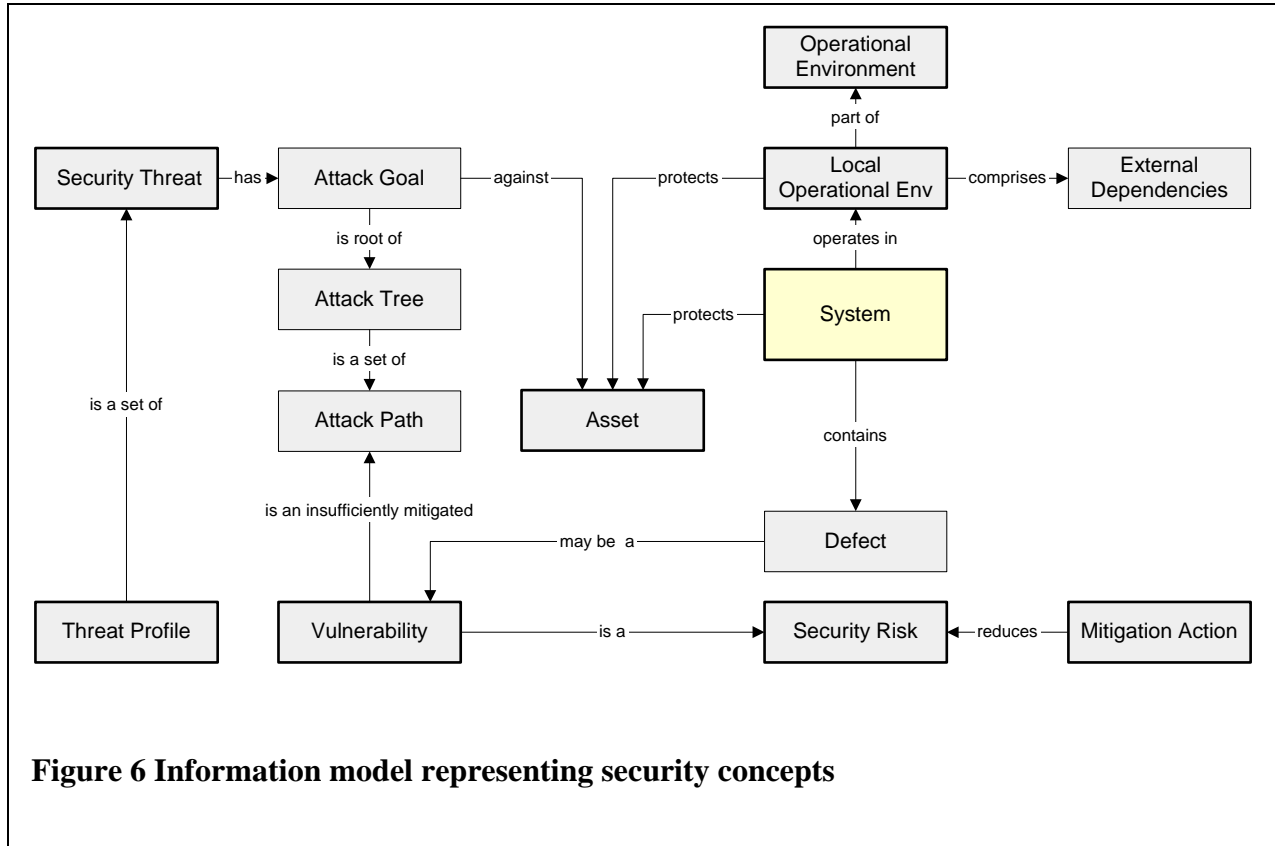 Operational
Environment
part of
Security Threat
has
Attack Goal
against
protects
Local
Operational Env
comprises
External
Dependencies
is root of
operates in
Attack Tree
protects
System
is a set of
is a set of
Attack Path
Asset
contains
is an insufficiently mitigated
may be a
Defect
Threat Profile
Vulnerability
is a
Security Risk
reduces
Mitigation Action
Figure 6 Information model representing security concepts